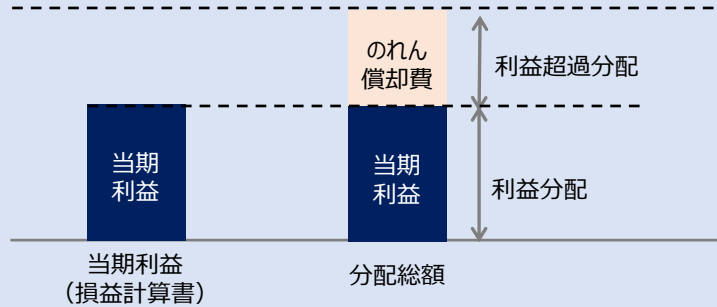 のれん
償却費
利益超過分配
当期
利益
当期
利益
利益分配
当期利益
（損益計算書）
分配総額